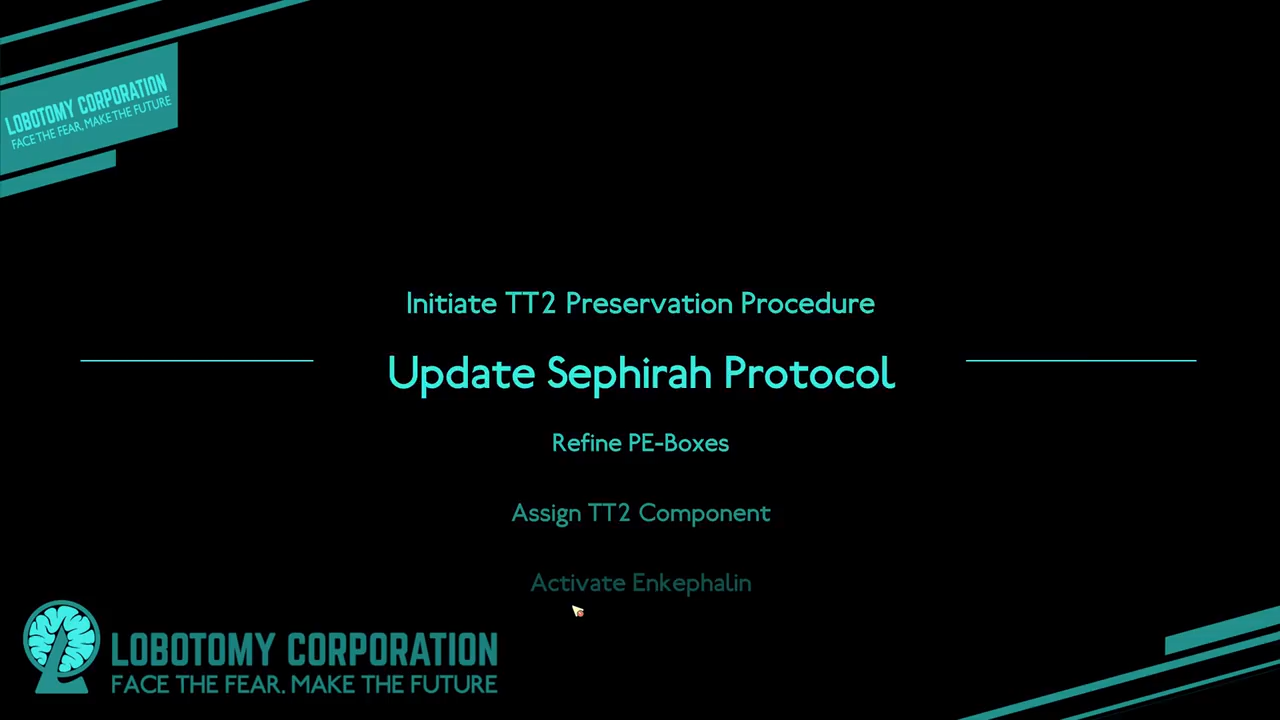 LOBOTOMY CORPORATION
FACE THE FEAR, MAKE THE FUTURE
Initiate TT2 Preservation Procedure
Update Sephirah Protocol
Refine PE-Boxes
Assign TT2 Component
Activate Enkephalin
LOBOTOMY CORPORATION
FACE THE FEAR, MAKE THE FUTURE